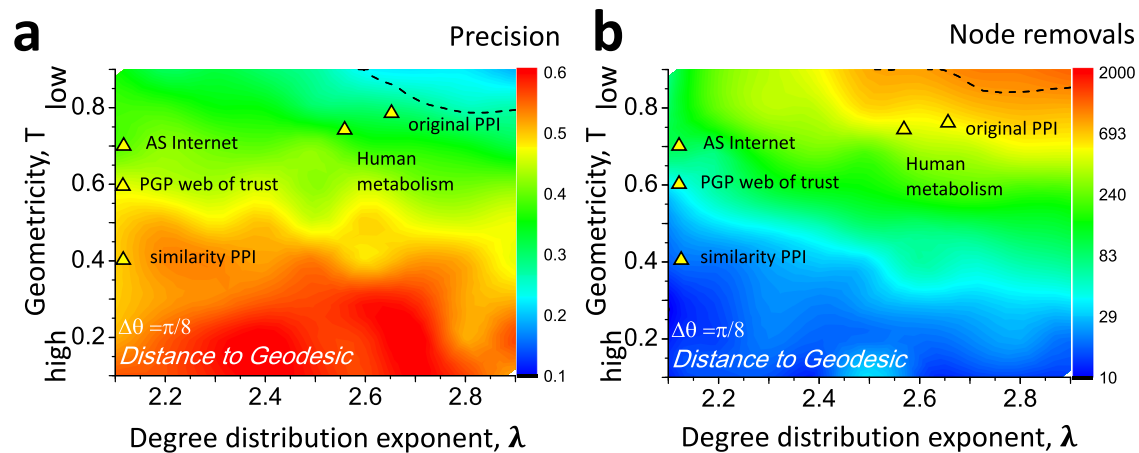 a
Precision
Geometricity, T
low
high
0.8
0.6
0.4
0.2
AS Internet
PGP web of trust
similarity PPI
original PPI
Human
metabolism
Δθ =π/8
Distance to Geodesic
2.2
2.4
2.6
2.8
Degree distribution exponent, λ
0.6
0.5
0.4
0.3
0.2
0.1
b
Node removals
Geometricity, T
low
high
0.8
0.6
0.4
0.2
AS Internet
PGP web of trust
similarity PPI
original PPI
Human
metabolism
Δθ =π/8
Distance to Geodesic
2.2
2.4
2.6
2.8
Degree distribution exponent, λ
2000
693
240
83
29
10